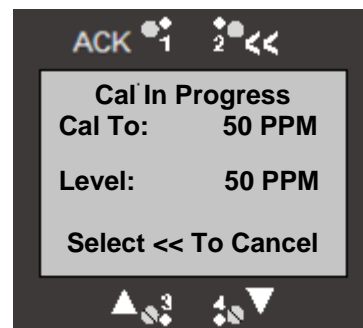 ACK 1 2 <<
Cal In Progress
Cal To: 50 PPM
Level: 50 PPM
Select << To Cancel
3 4